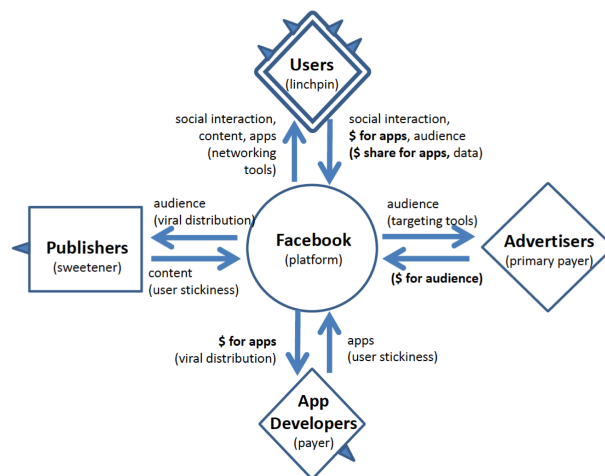 Users
(linchpin)
social interaction,
content, apps
(networking
tools)
social interaction,
$ for apps, audience
($ share for apps, data)
audience
(viral distribution)
Publishers
(sweetener)
content
(user stickiness)
Facebook
(platform)
audience
(targeting tools)
($ for audience)
Advertisers
(primary payer)
$ for apps
(viral distribution)
apps
(user stickiness)
App
Developers
(payer)